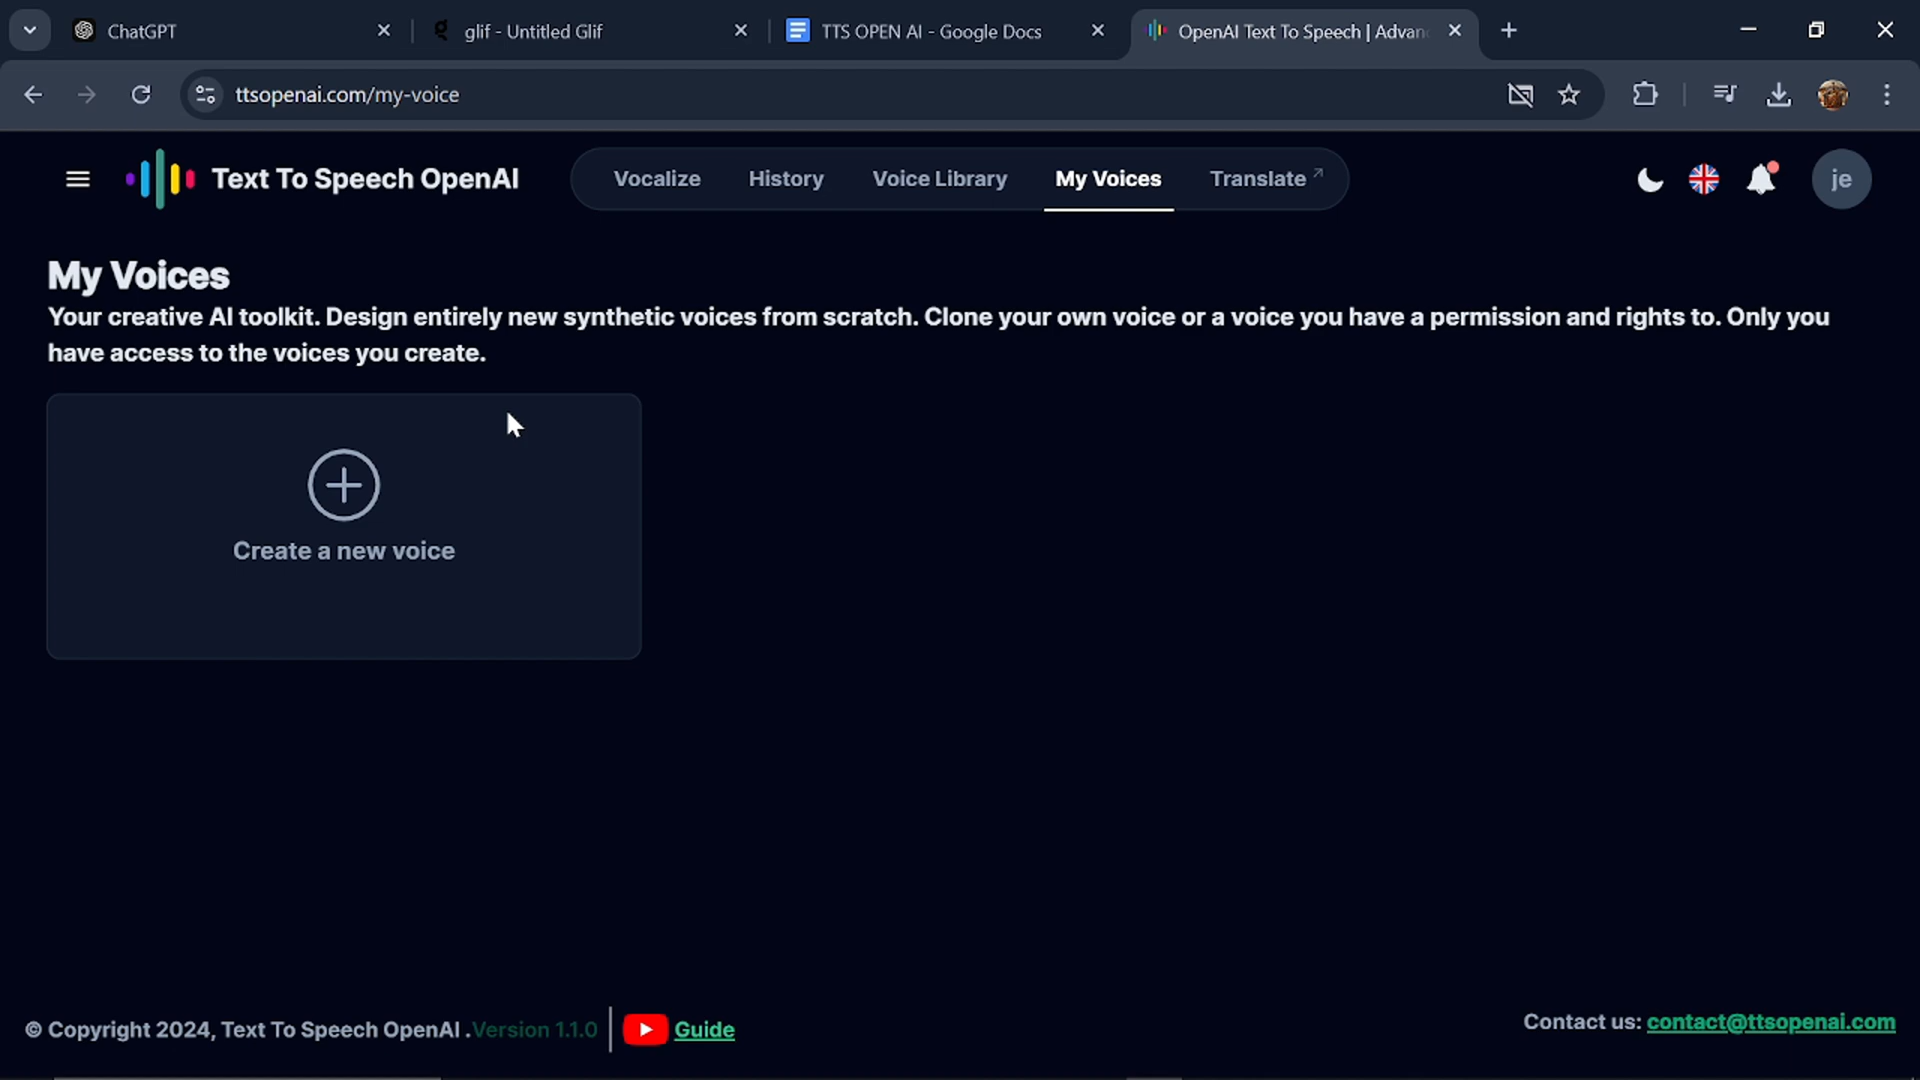 ChatGPT
glif - Untitled Glif
TTS OPEN AI - Google Docs
OpenAI Text To Speech | Advan
ttsopenai.com/my-voice
Text To Speech OpenAI
Vocalize
History
Voice Library
My Voices
Translate
je
My Voices
Your creative AI toolkit. Design entirely new synthetic voices from scratch. Clone your own voice or a voice you have a permission and rights to. Only you
have access to the voices you create.
Create a new voice
© Copyright 2024, Text To Speech OpenAI .Version 1.1.0
Guide
Contact us: contact@ttsopenai.com